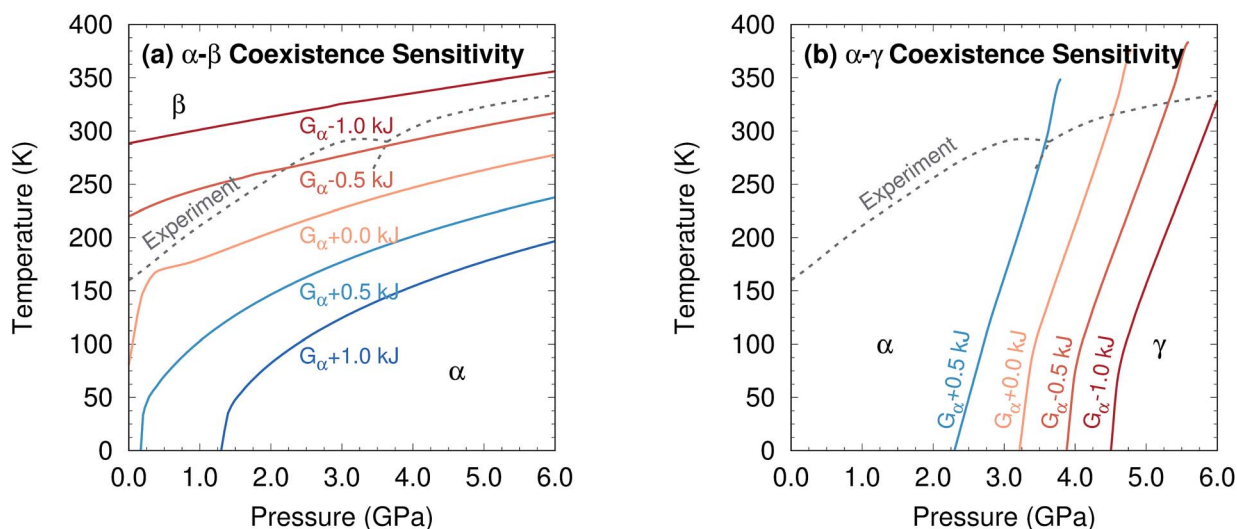 (a) α-β Coexistence Sensitivity
β
Experiment
Gα-1.0 kJ
Gα-0.5 kJ
Gα+0.0 kJ
Gα+0.5 kJ
Gα+1.0 kJ
α
400
350
300
250
200
150
100
50
0
0.0 1.0 2.0 3.0 4.0 5.0 6.0
Temperature (K)
Pressure (GPa)
(b) α-γ Coexistence Sensitivity
Experiment
α
Gα+0.5 kJ
Gα+0.0 kJ
Gα-0.5 kJ
Gα-1.0 kJ
γ
400
350
300
250
200
150
100
50
0
0.0 1.0 2.0 3.0 4.0 5.0 6.0
Temperature (K)
Pressure (GPa)